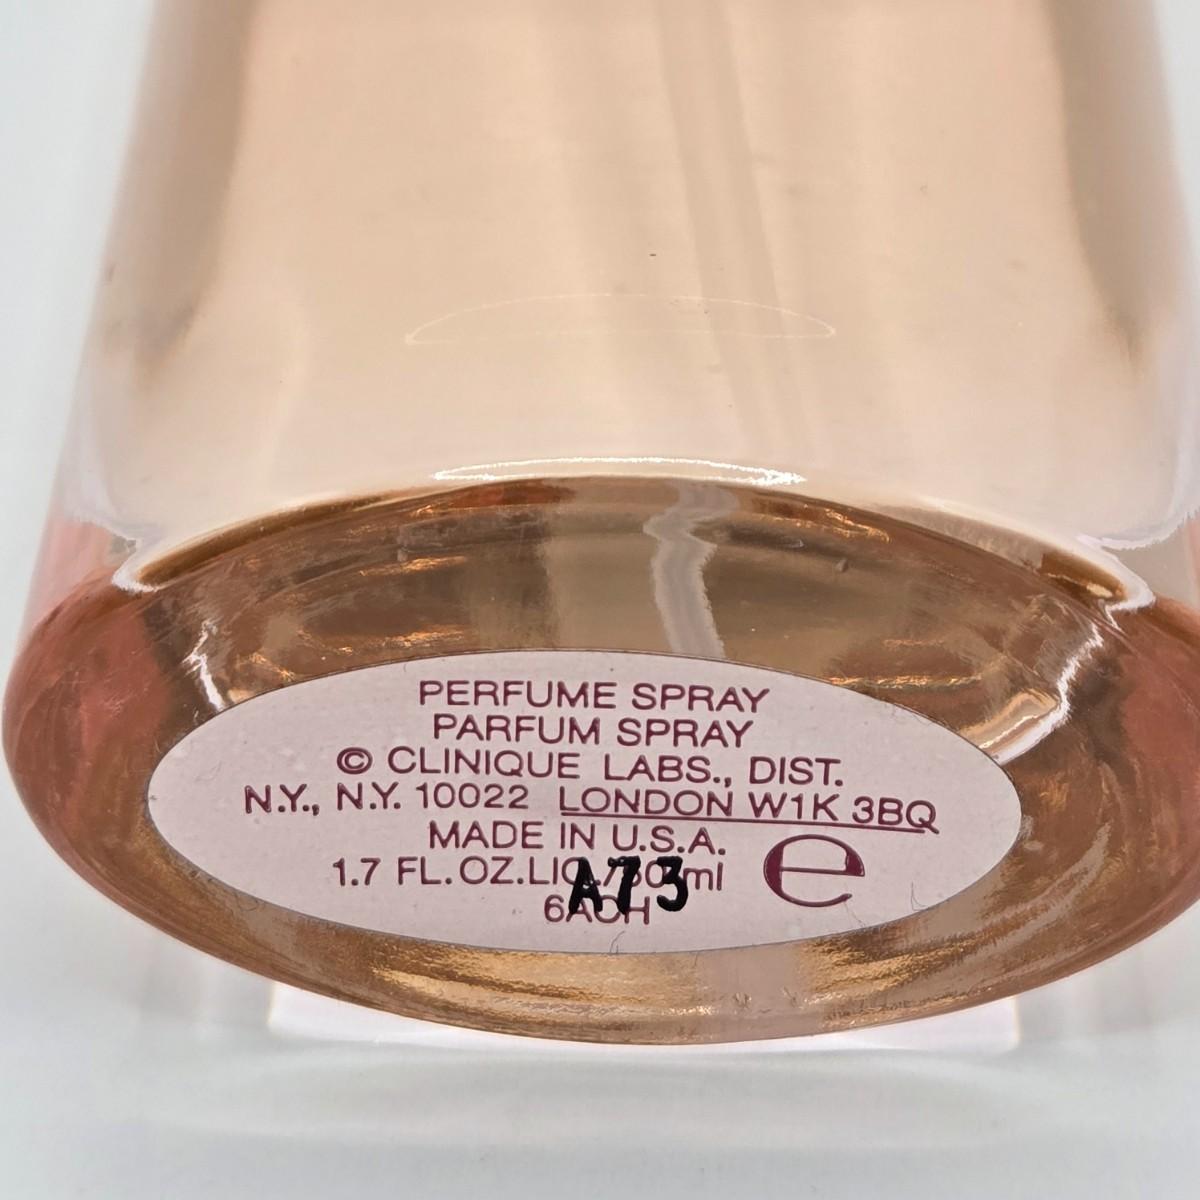 PERFUME SPRAY
PARFUM SPRAY
© CLINIQUE LABS., DIST.
N.Y., N.Y. 10022 LONDON W1K 3BQ
MADE IN U.S.A.
1.7 FL.OZ.LIQ./50 ml e
A73